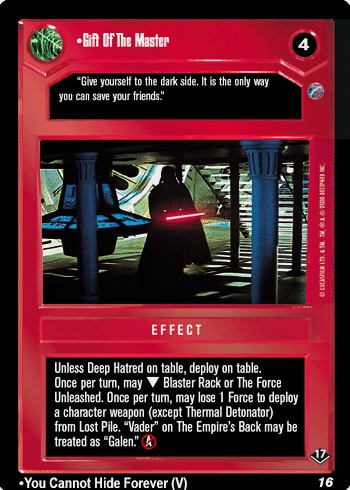 •Gift Of The Master
4
“Give yourself to the dark side. It is the only way
you can save your friends.”
© LUCASFILM LTD. & TM. TM, ® & © 2000 DECIPHER INC.
EFFECT
Unless Deep Hatred on table, deploy on table.
Once per turn, may ▼ Blaster Rack or The Force
Unleashed. Once per turn, may lose 1 Force to deploy
a character weapon (except Thermal Detonator)
from Lost Pile. “Vader” on The Empire's Back may be
treated as “Galen.”
17
•You Cannot Hide Forever (V)
16